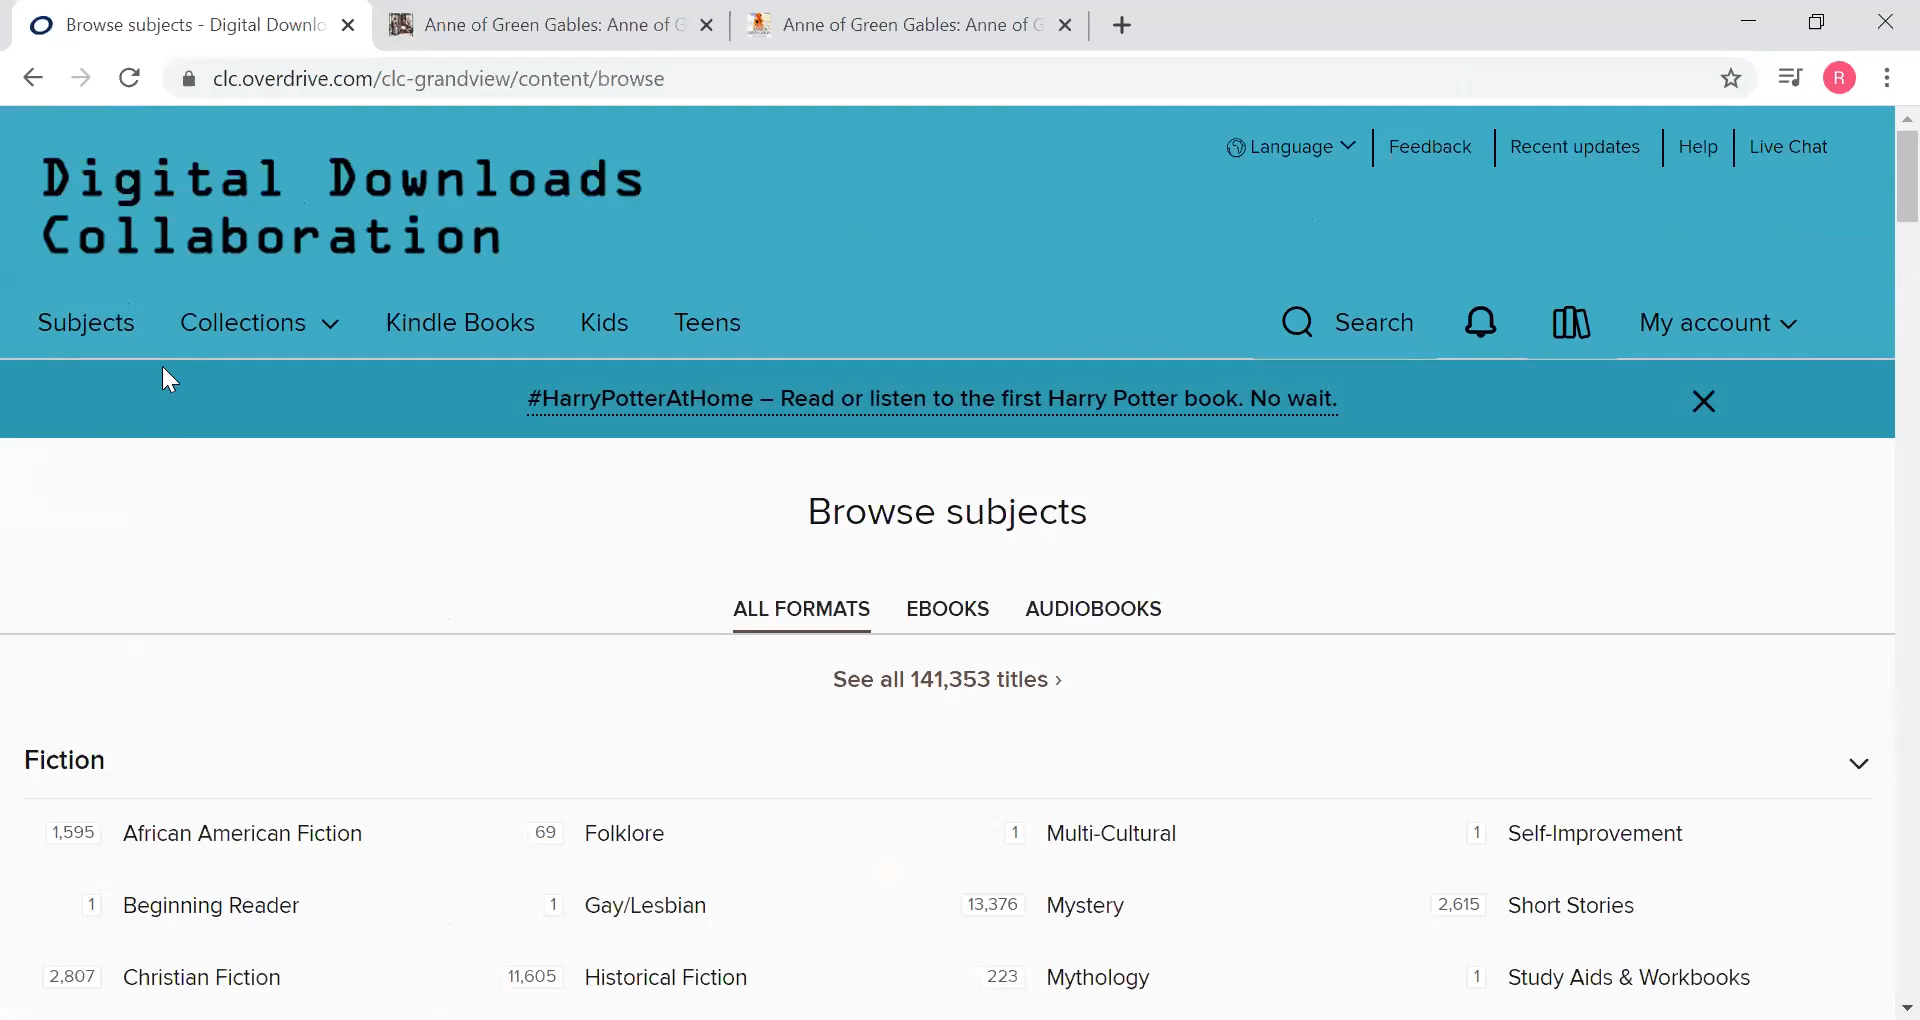 Browse subjects - Digital Downlo
Anne of Green Gables: Anne of G
Anne of Green Gables: Anne of G
clc.overdrive.com/clc-grandview/content/browse
R
Language
Feedback
Recent updates
Help
Live Chat
Digital Downloads
Collaboration
Subjects
Collections
Kindle Books
Kids
Teens
Search
My account
#HarryPotterAtHome – Read or listen to the first Harry Potter book. No wait.
Browse subjects
ALL FORMATS
EBOOKS
AUDIOBOOKS
See all 141,353 titles ›
Fiction
1,595 African American Fiction
69 Folklore
1 Multi-Cultural
1 Self-Improvement
1 Beginning Reader
1 Gay/Lesbian
13,376 Mystery
2,615 Short Stories
2,807 Christian Fiction
11,605 Historical Fiction
223 Mythology
1 Study Aids & Workbooks